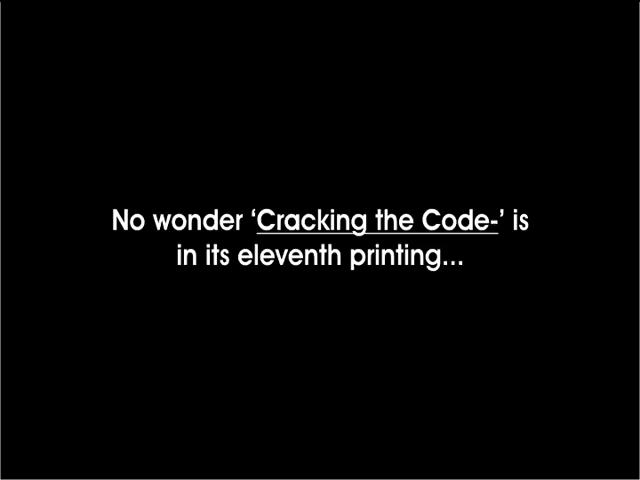 No wonder ‘Cracking the Code-’ is
in its eleventh printing...